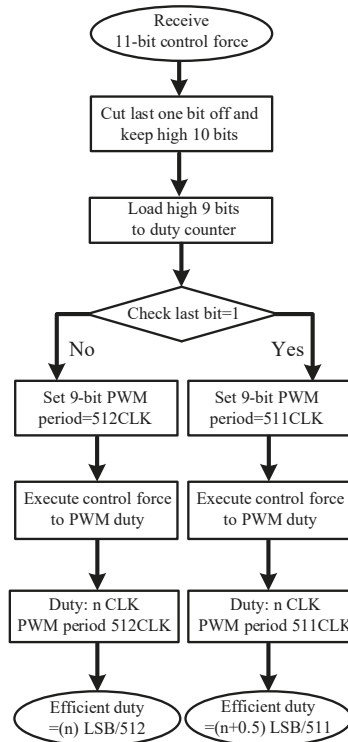 Receive
11-bit control force
Cut last one bit off and
keep high 10 bits
Load high 9 bits
to duty counter
Check last bit=1
No
Yes
Set 9-bit PWM
period=512CLK
Set 9-bit PWM
period=511CLK
Execute control force
to PWM duty
Execute control force
to PWM duty
Duty: n CLK
PWM period 512CLK
Duty: n CLK
PWM period 511CLK
Efficient duty
=(n) LSB/512
Efficient duty
=(n+0.5) LSB/511